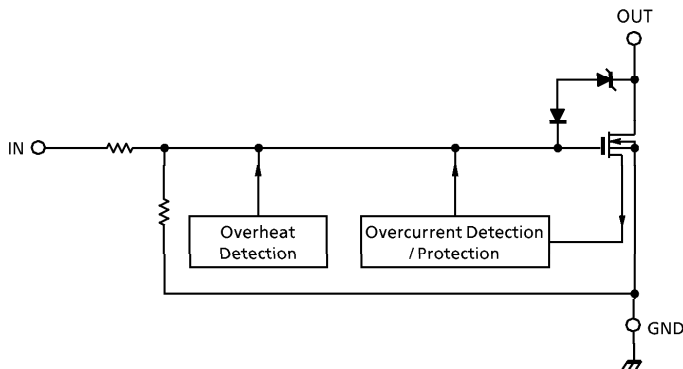 OUT
IN
Overheat
Detection
Overcurrent Detection
/ Protection
GND